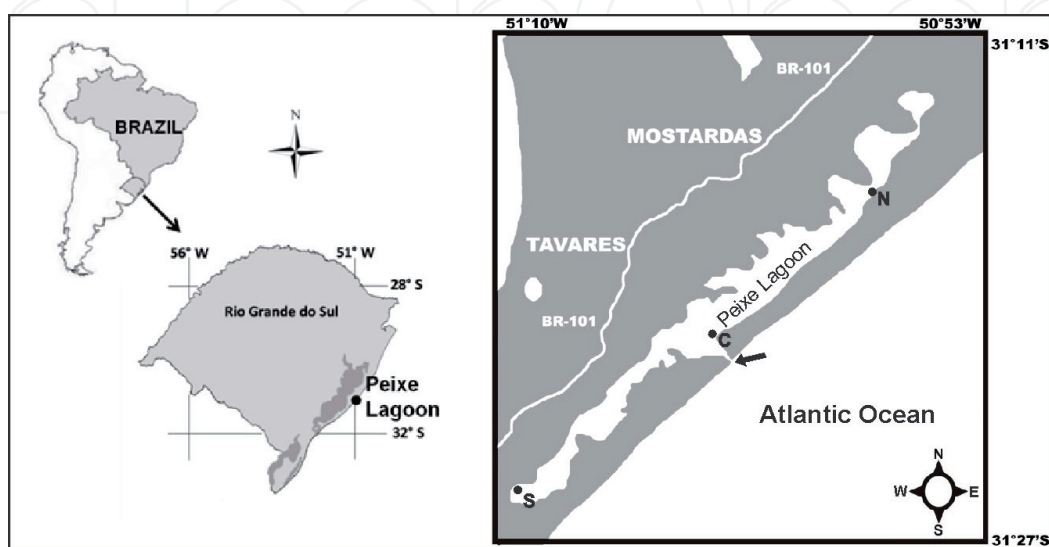 BRAZIL
N
56° W
51° W
28° S
Rio Grande do Sul
Peixe
Lagoon
32° S
51°10'W
50°53'W
31°11'S
BR-101
MOSTARDAS
N
TAVARES
Peixe Lagoon
BR-101
C
Atlantic Ocean
S
N
W
E
S
31°27'S